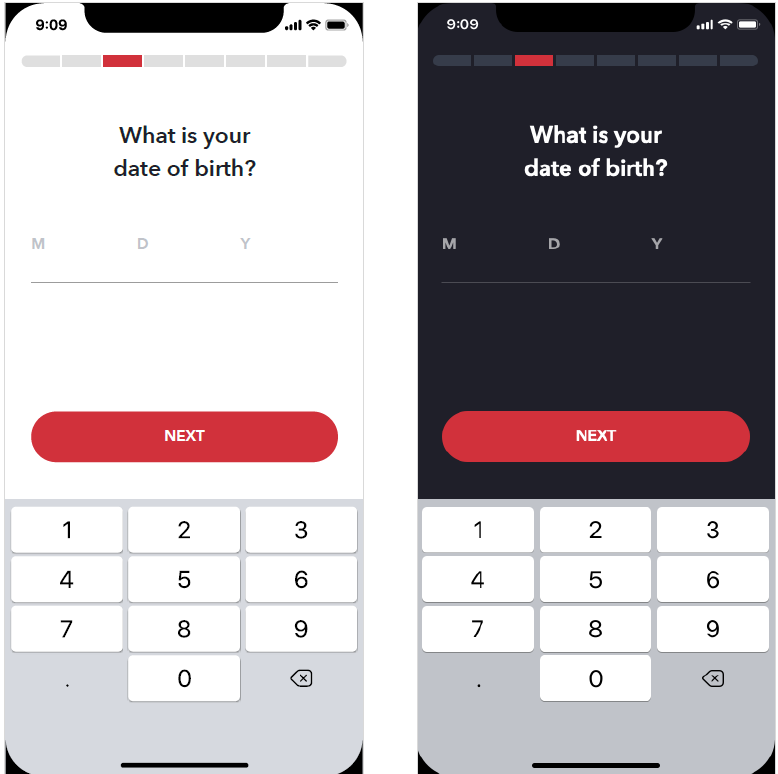 9:09
What is your
date of birth?
M D Y
NEXT
1 2 3
4 5 6
7 8 9
. 0
9:09
What is your
date of birth?
M D Y
NEXT
1 2 3
4 5 6
7 8 9
. 0